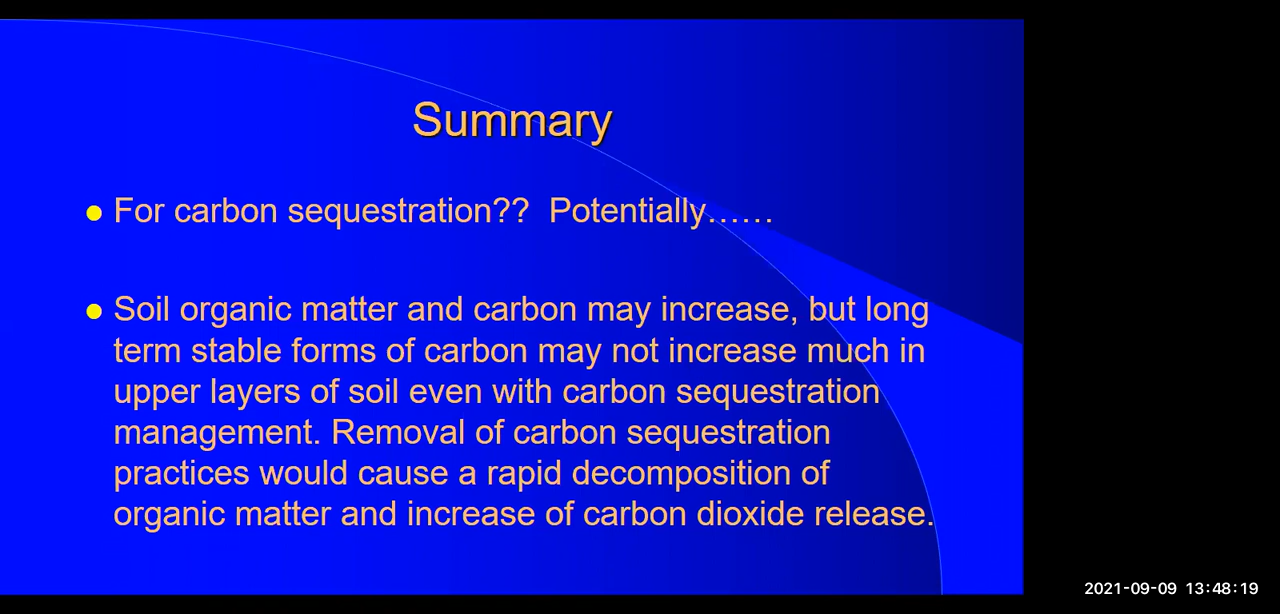 Summary
For carbon sequestration?? Potentially……
Soil organic matter and carbon may increase, but long
term stable forms of carbon may not increase much in
upper layers of soil even with carbon sequestration
management. Removal of carbon sequestration
practices would cause a rapid decomposition of
organic matter and increase of carbon dioxide release.
2021-09-09 13:48:19